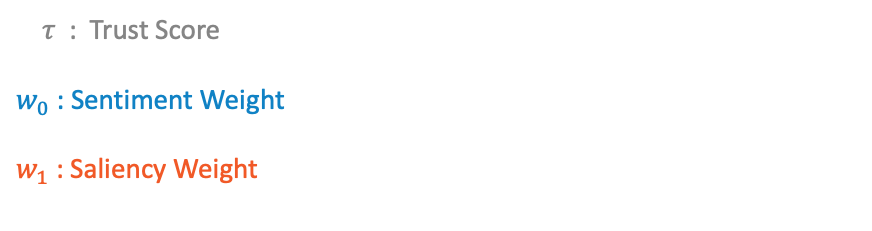 τ : Trust Score
w₀ : Sentiment Weight
w₁ : Saliency Weight